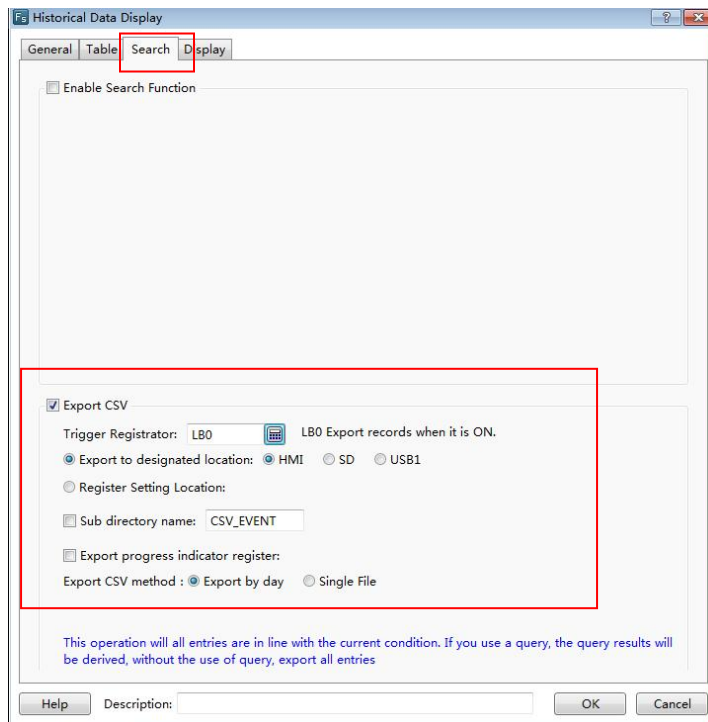 Fs Historical Data Display
General Table Search Display
Enable Search Function
Export CSV
Trigger Registrator: LB0 LB0 Export records when it is ON.
Export to designated location: HMI SD USB1
Register Setting Location:
Sub directory name: CSV_EVENT
Export progress indicator register:
Export CSV method : Export by day Single File
This operation will all entries are in line with the current condition. If you use a query, the query results will
be derived, without the use of query, export all entries
Help Description: OK Cancel